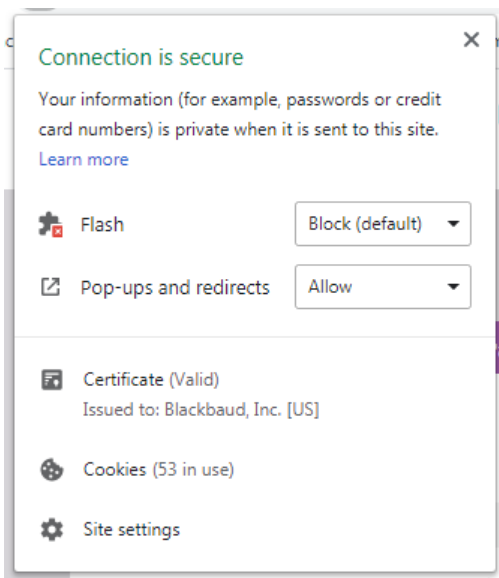 Connection is secure
Your information (for example, passwords or credit
card numbers) is private when it is sent to this site.
Learn more
Flash Block (default)
Pop-ups and redirects Allow
Certificate (Valid)
Issued to: Blackbaud, Inc. [US]
Cookies (53 in use)
Site settings